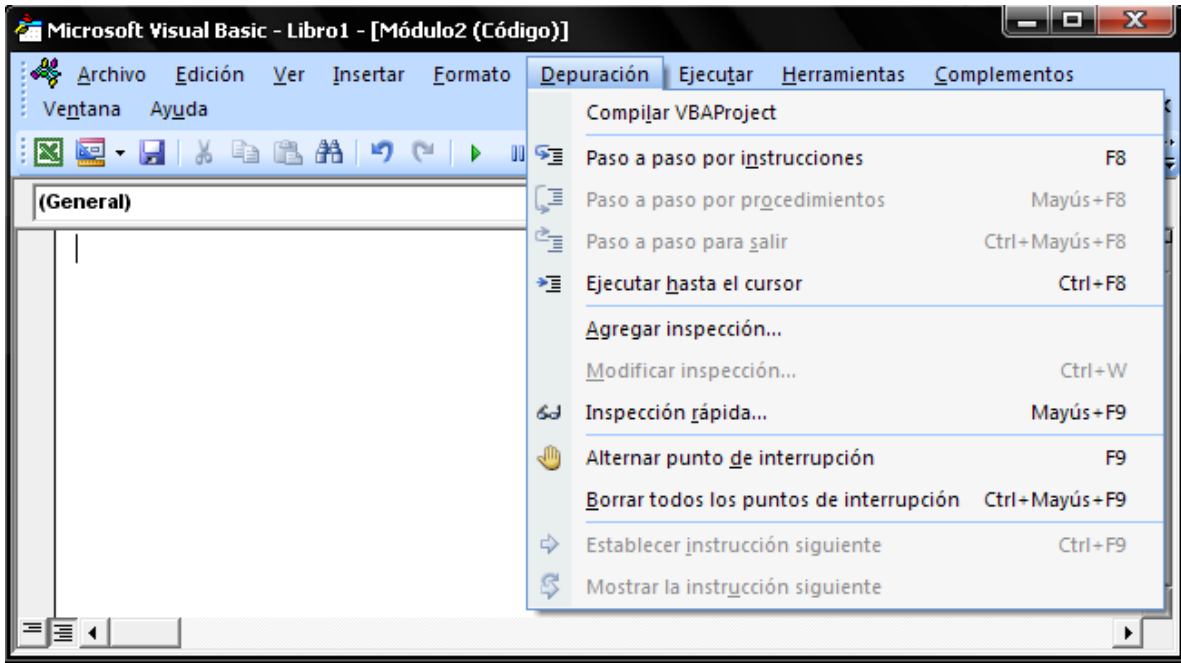 Microsoft Visual Basic - Libro1 - [Módulo2 (Código)]
Archivo Edición Ver Insertar Formato Depuración Ejecutar Herramientas Complementos
Ventana Ayuda
(General)
Compilar VBAProject
Paso a paso por instrucciones F8
Paso a paso por procedimientos Mayús+F8
Paso a paso para salir Ctrl+Mayús+F8
Ejecutar hasta el cursor Ctrl+F8
Agregar inspección...
Modificar inspección... Ctrl+W
Inspección rápida... Mayús+F9
Alternar punto de interrupción F9
Borrar todos los puntos de interrupción Ctrl+Mayús+F9
Establecer instrucción siguiente Ctrl+F9
Mostrar la instrucción siguiente